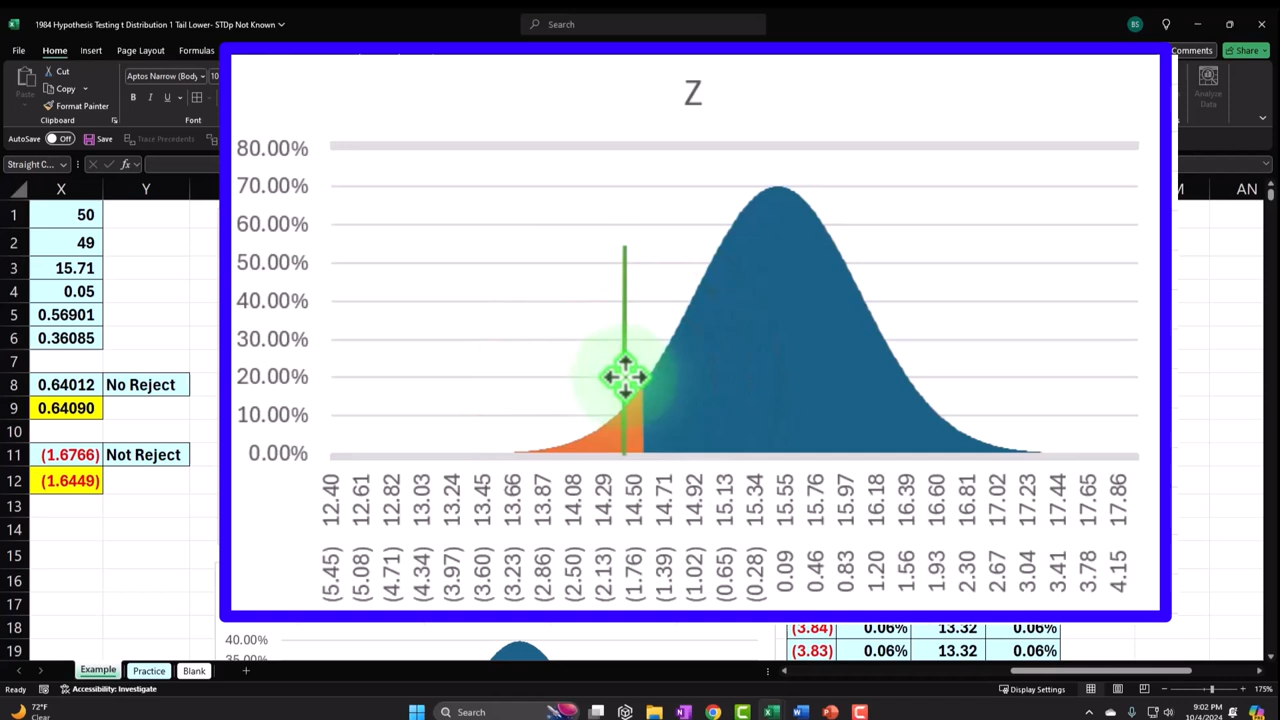 1984 Hypothesis Testing t Distribution 1 Tail Lower- STDp Not Known
Search
BS
File
Home
Insert
Page Layout
Formulas
Comments
Share
Paste
Cut
Copy
Format Painter
Clipboard
Aptos Narrow (Body
10
B I U
Font
Analyse
Data
AutoSave
Off
Save
Trace Precedents
Straight C...
fx
X Y
AN
1 50
2 49
3 15.71
4 0.05
5 0.56901
6 0.36085
7
8 0.64012 No Reject
9 0.64090
10
11 (1.6766) Not Reject
12 (1.6449)
13
14
15
16
17
18
19
Z
80.00%
70.00%
60.00%
50.00%
40.00%
30.00%
20.00%
10.00%
0.00%
12.40 12.61 12.82 13.03 13.24 13.45 13.66 13.87 14.08 14.29 14.50 14.71 14.92 15.13 15.34 15.55 15.76 15.97 16.18 16.39 16.60 16.81 17.02 17.23 17.44 17.65 17.86
(5.45) (5.08) (4.71) (4.34) (3.97) (3.60) (3.23) (2.86) (2.50) (2.13) (1.76) (1.39) (1.02) (0.65) (0.28) 0.09 0.46 0.83 1.20 1.56 1.93 2.30 2.67 3.04 3.41 3.78 4.15
40.00%
(3.84) 0.06% 13.32 0.06%
(3.83) 0.06% 13.32 0.06%
Example
Practice
Blank
Ready
Accessibility: Investigate
Display Settings
175%
72°F
Clear
Search
9:02 PM
10/4/2024